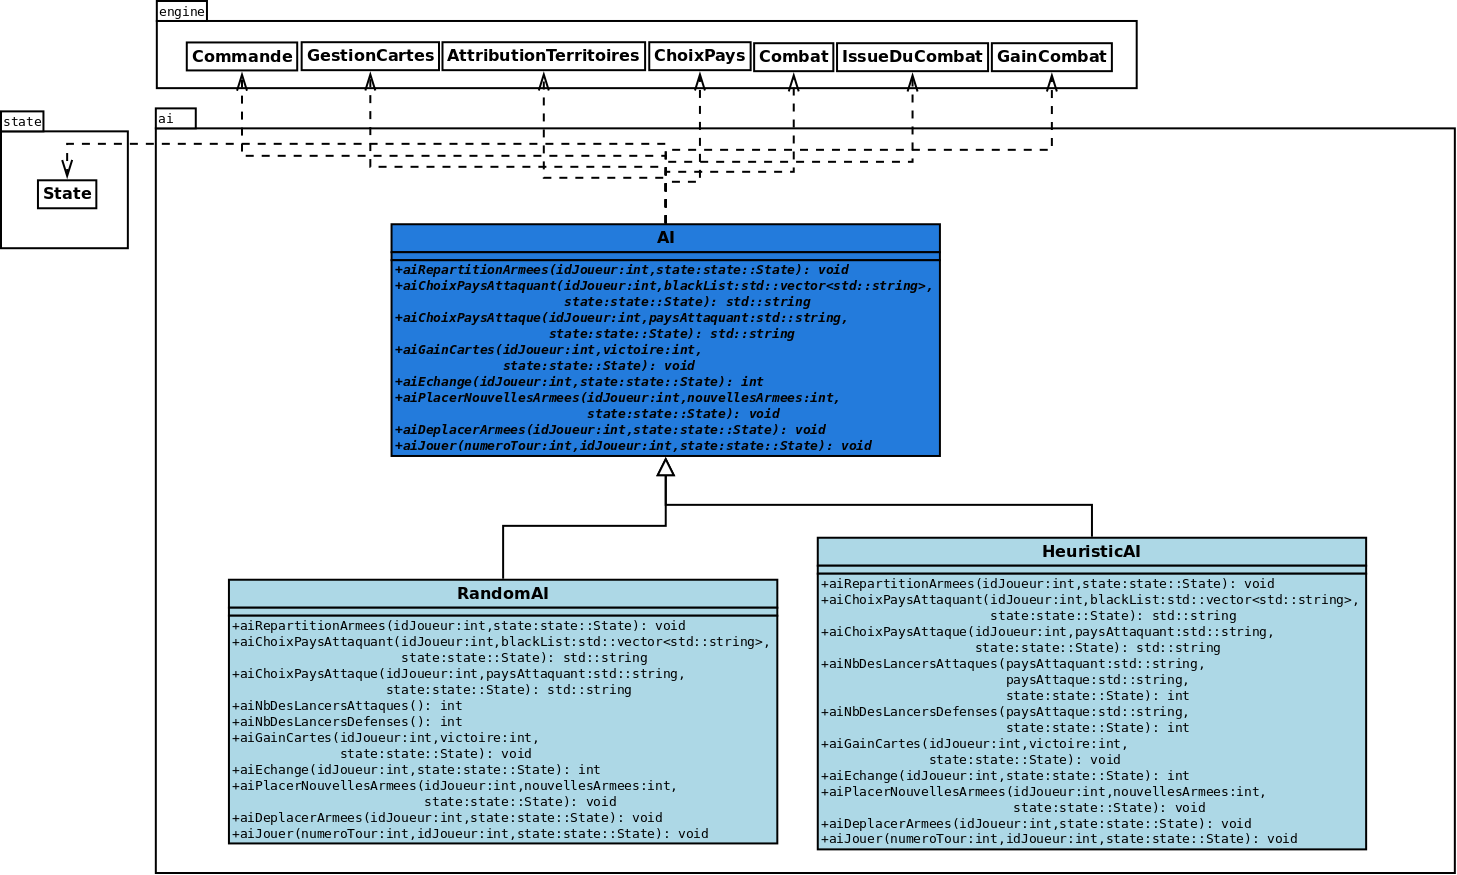 engine
Commande
GestionCartes
AttributionTerritoires
ChoixPays
Combat
IssueDuCombat
GainCombat
state
State
ai
AI
+aiRepartitionArmees(idJoueur:int,state:state::State): void
+aiChoixPaysAttaquant(idJoueur:int,blackList:std::vector<std::string>,
state:state::State): std::string
+aiChoixPaysAttaque(idJoueur:int,paysAttaquant:std::string,
state:state::State): std::string
+aiGainCartes(idJoueur:int,victoire:int,
state:state::State): void
+aiEchange(idJoueur:int,state:state::State): int
+aiPlacerNouvellesArmees(idJoueur:int,nouvellesArmees:int,
state:state::State): void
+aiDeplacerArmees(idJoueur:int,state:state::State): void
+aiJouer(numeroTour:int,idJoueur:int,state:state::State): void
RandomAI
+aiRepartitionArmees(idJoueur:int,state:state::State): void
+aiChoixPaysAttaquant(idJoueur:int,blackList:std::vector<std::string>,
state:state::State): std::string
+aiChoixPaysAttaque(idJoueur:int,paysAttaquant:std::string,
state:state::State): std::string
+aiNbDesLancersAttaques(): int
+aiNbDesLancersDefenses(): int
+aiGainCartes(idJoueur:int,victoire:int,
state:state::State): void
+aiEchange(idJoueur:int,state:state::State): int
+aiPlacerNouvellesArmees(idJoueur:int,nouvellesArmees:int,
state:state::State): void
+aiDeplacerArmees(idJoueur:int,state:state::State): void
+aiJouer(numeroTour:int,idJoueur:int,state:state::State): void
HeuristicAI
+aiRepartitionArmees(idJoueur:int,state:state::State): void
+aiChoixPaysAttaquant(idJoueur:int,blackList:std::vector<std::string>,
state:state::State): std::string
+aiChoixPaysAttaque(idJoueur:int,paysAttaquant:std::string,
state:state::State): std::string
+aiNbDesLancersAttaques(paysAttaquant:std::string,
paysAttaque:std::string,
state:state::State): int
+aiNbDesLancersDefenses(paysAttaque:std::string,
state:state::State): int
+aiGainCartes(idJoueur:int,victoire:int,
state:state::State): void
+aiEchange(idJoueur:int,state:state::State): int
+aiPlacerNouvellesArmees(idJoueur:int,nouvellesArmees:int,
state:state::State): void
+aiDeplacerArmees(idJoueur:int,state:state::State): void
+aiJouer(numeroTour:int,idJoueur:int,state:state::State): void